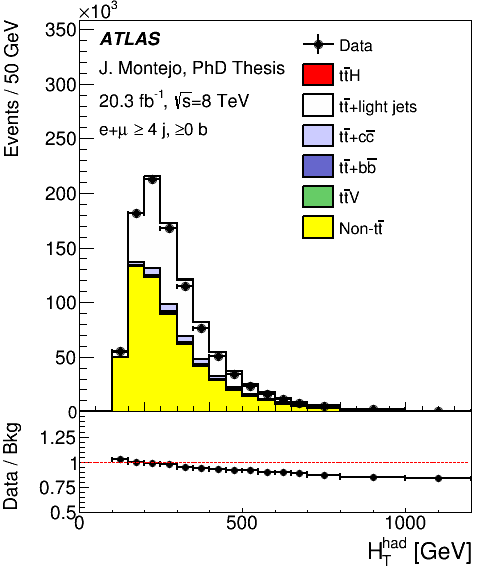 ×10³
350
300
250
200
150
100
50
0
Events / 50 GeV
ATLAS
J. Montejo, PhD Thesis
20.3 fb⁻¹, √s=8 TeV
e+μ ≥ 4 j, ≥0 b
Data
tt̄H
tt̄+light jets
tt̄+cc̄
tt̄+bb̄
tt̄V
Non-tt̄
Data / Bkg
1.25
1
0.75
0.5
0
500
1000
H_T^had [GeV]